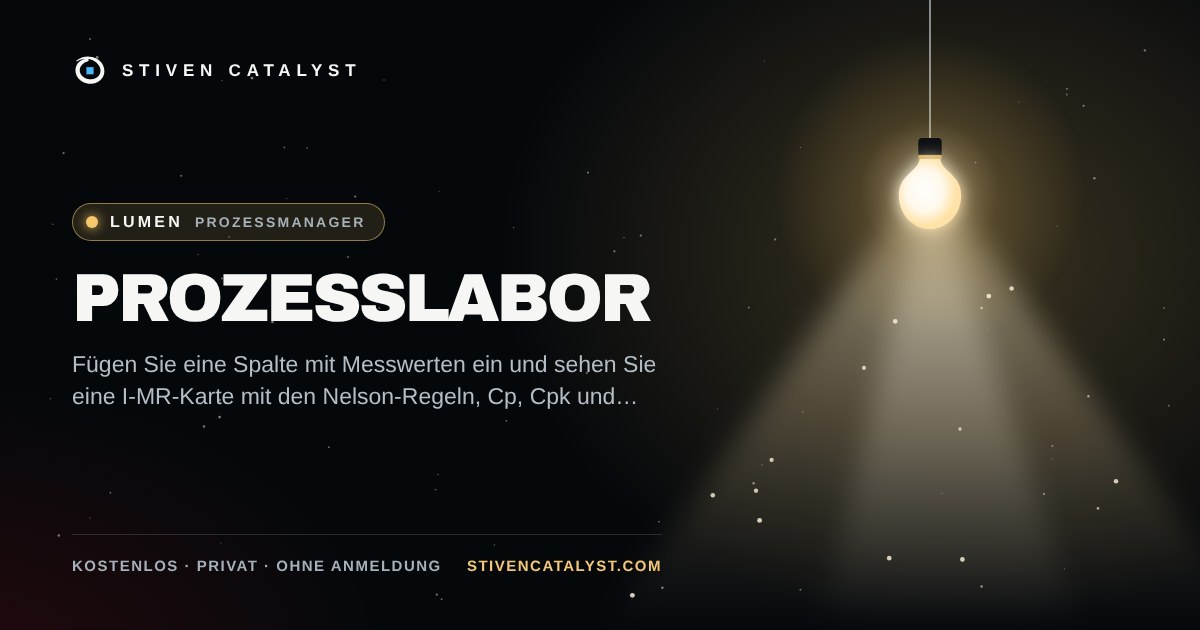 STIVEN CATALYST
LUMEN PROZESSMANAGER
PROZESSLABOR
Fügen Sie eine Spalte mit Messwerten ein und sehen Sie
eine I-MR-Karte mit den Nelson-Regeln, Cp, Cpk und…
KOSTENLOS · PRIVAT · OHNE ANMELDUNG STIVENCATALYST.COM